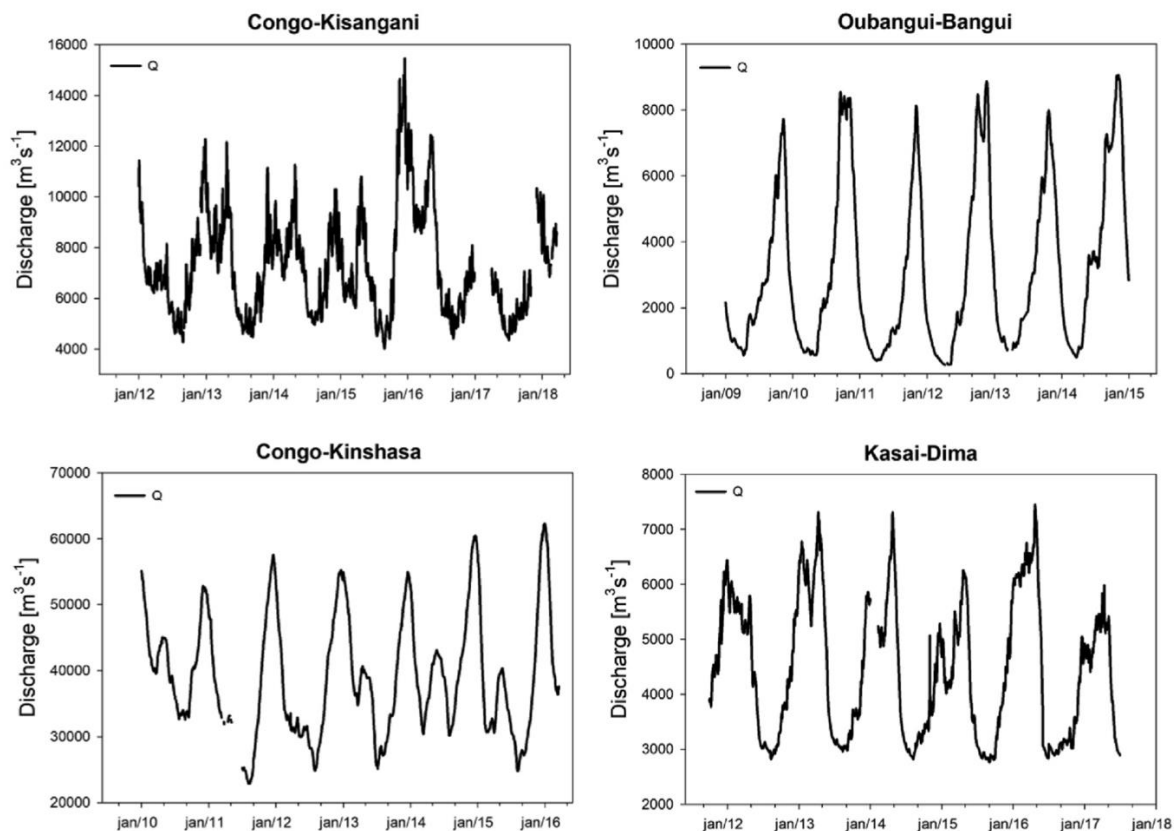 Congo-Kisangani
Q
Discharge [m³s⁻¹]
16000
14000
12000
10000
8000
6000
4000
jan/12 jan/13 jan/14 jan/15 jan/16 jan/17 jan/18
Oubangui-Bangui
Q
Discharge [m³s⁻¹]
10000
8000
6000
4000
2000
0
jan/09 jan/10 jan/11 jan/12 jan/13 jan/14 jan/15
Congo-Kinshasa
Q
Discharge [m³s⁻¹]
70000
60000
50000
40000
30000
20000
jan/10 jan/11 jan/12 jan/13 jan/14 jan/15 jan/16
Kasai-Dima
Q
Discharge [m³s⁻¹]
8000
7000
6000
5000
4000
3000
2000
jan/12 jan/13 jan/14 jan/15 jan/16 jan/17 jan/18